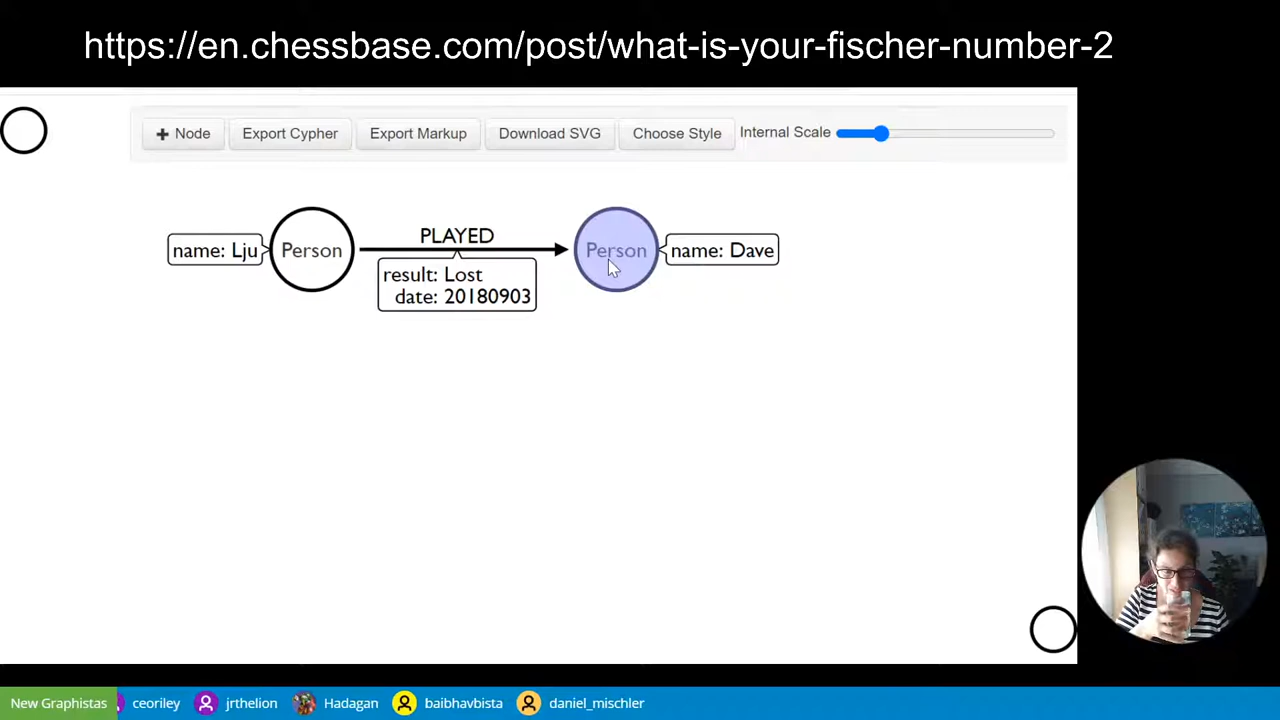 https://en.chessbase.com/post/what-is-your-fischer-number-2
+ Node Export Cypher Export Markup Download SVG Choose Style Internal Scale
PLAYED
name: Lju Person Person name: Dave
result: Lost
date: 20180903
New Graphistas ceoriley jrthelion Hadagan baibhavbista daniel_mischler